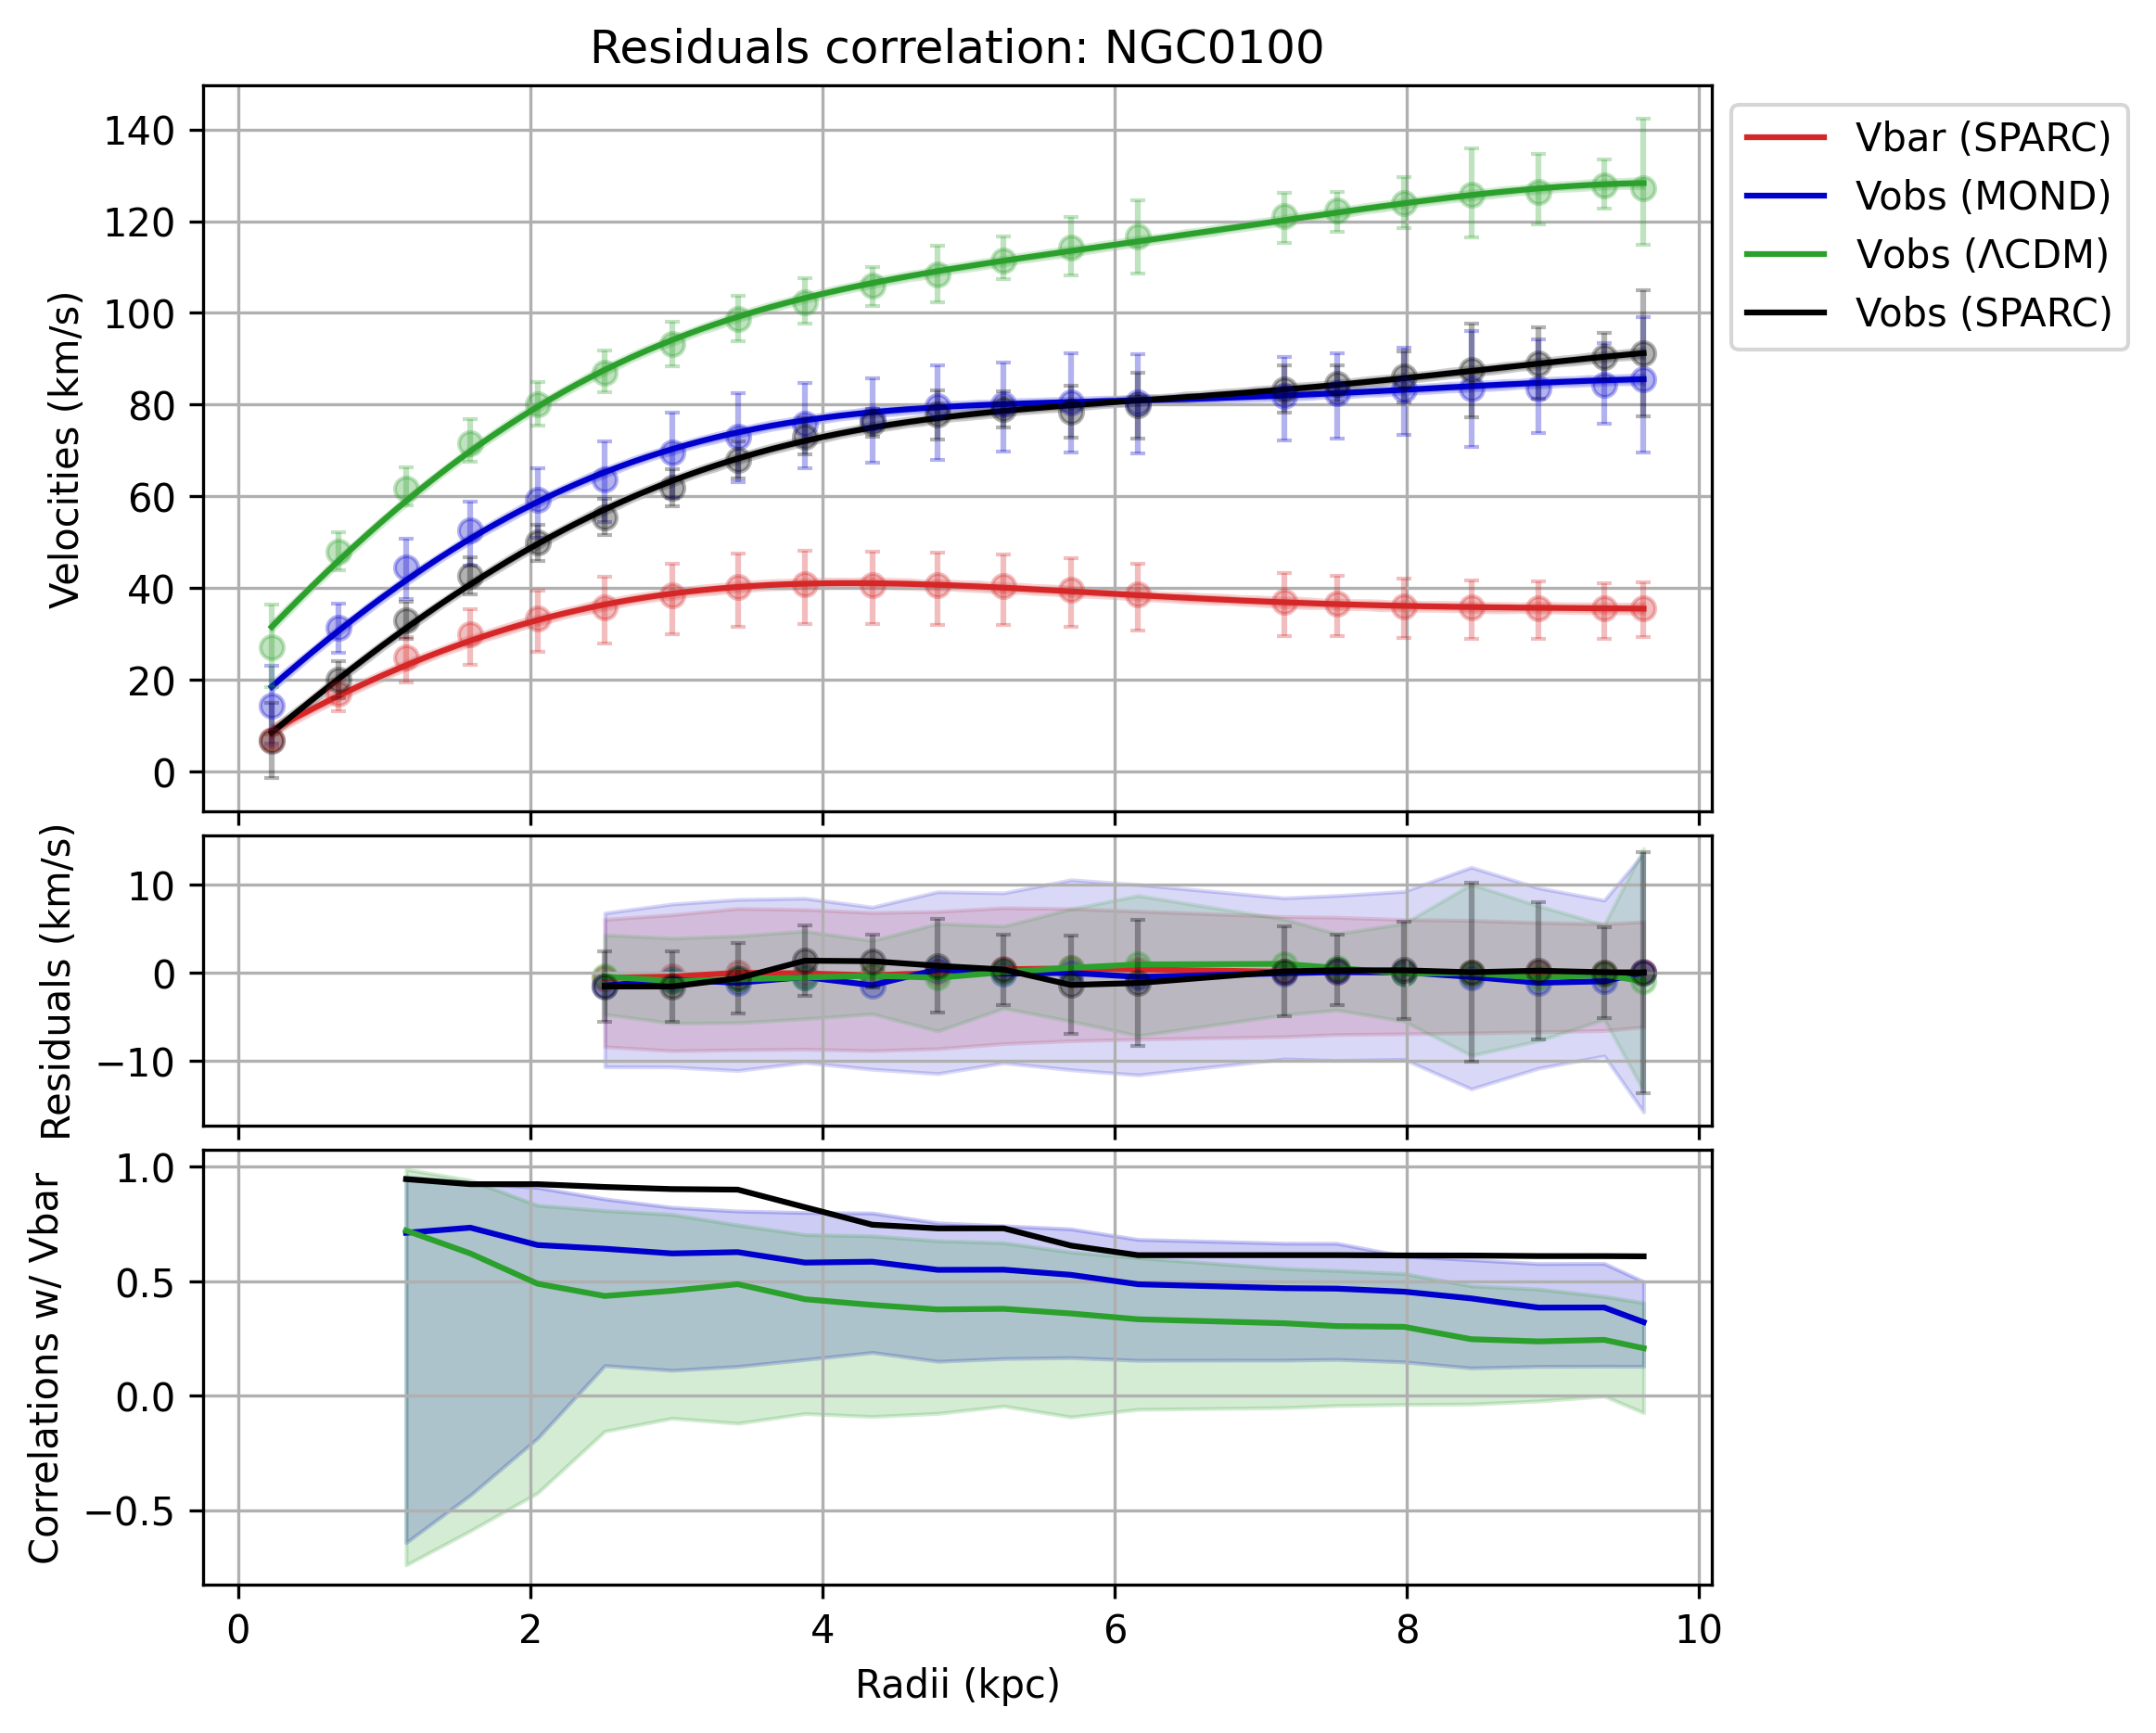 Residuals correlation: NGC0100
Velocities (km/s)
140
120
100
80
60
40
20
0
Vbar (SPARC)
Vobs (MOND)
Vobs (ΛCDM)
Vobs (SPARC)
Residuals (km/s)
10
0
−10
Correlations w/ Vbar
1.0
0.5
0.0
−0.5
0 2 4 6 8 10
Radii (kpc)